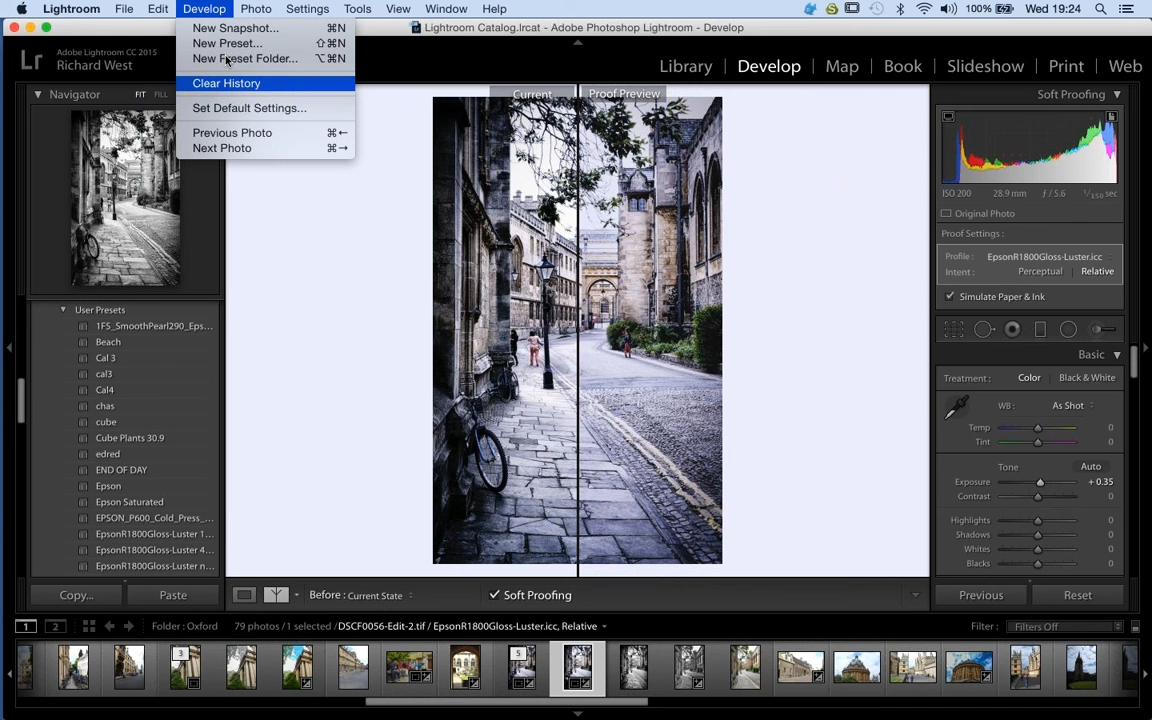 Lightroom File Edit Develop Photo Settings Tools View Window Help 100% Wed 19:24
Lightroom Catalog.lrcat - Adobe Photoshop Lightroom - Develop
New Snapshot... ⌘N
New Preset... ⇧⌘N
New Preset Folder... ⌥⌘N
Clear History
Set Default Settings...
Previous Photo ⌘←
Next Photo ⌘→
Lr Adobe Lightroom CC 2015
Richard West
Library | Develop | Map | Book | Slideshow | Print | Web
Navigator FIT FILL
Current Proof Preview
Soft Proofing
ISO 200 28.9 mm ƒ / 5.6 1/150 sec
Original Photo
Proof Settings :
Profile : EpsonR1800Gloss-Luster.icc
Intent : Perceptual Relative
Simulate Paper & Ink
Basic
Treatment : Color Black & White
WB : As Shot
Temp 0
Tint 0
Tone Auto
Exposure + 0.35
Contrast 0
Highlights 0
Shadows 0
Whites 0
Blacks 0
Previous Reset
User Presets
1FS_SmoothPearl290_Eps...
Beach
Cal 3
cal3
Cal4
chas
cube
Cube Plants 30.9
edred
END OF DAY
Epson
Epson Saturated
EPSON_P600_Cold_Press_...
EpsonR1800Gloss-Luster 1...
EpsonR1800Gloss-Luster 4...
EpsonR1800Gloss-Luster n...
Copy... Paste
Before : Current State Soft Proofing
1 2 Folder : Oxford 79 photos / 1 selected / DSCF0056-Edit-2.tif / EpsonR1800Gloss-Luster.icc, Relative Filter : Filters Off
3 5